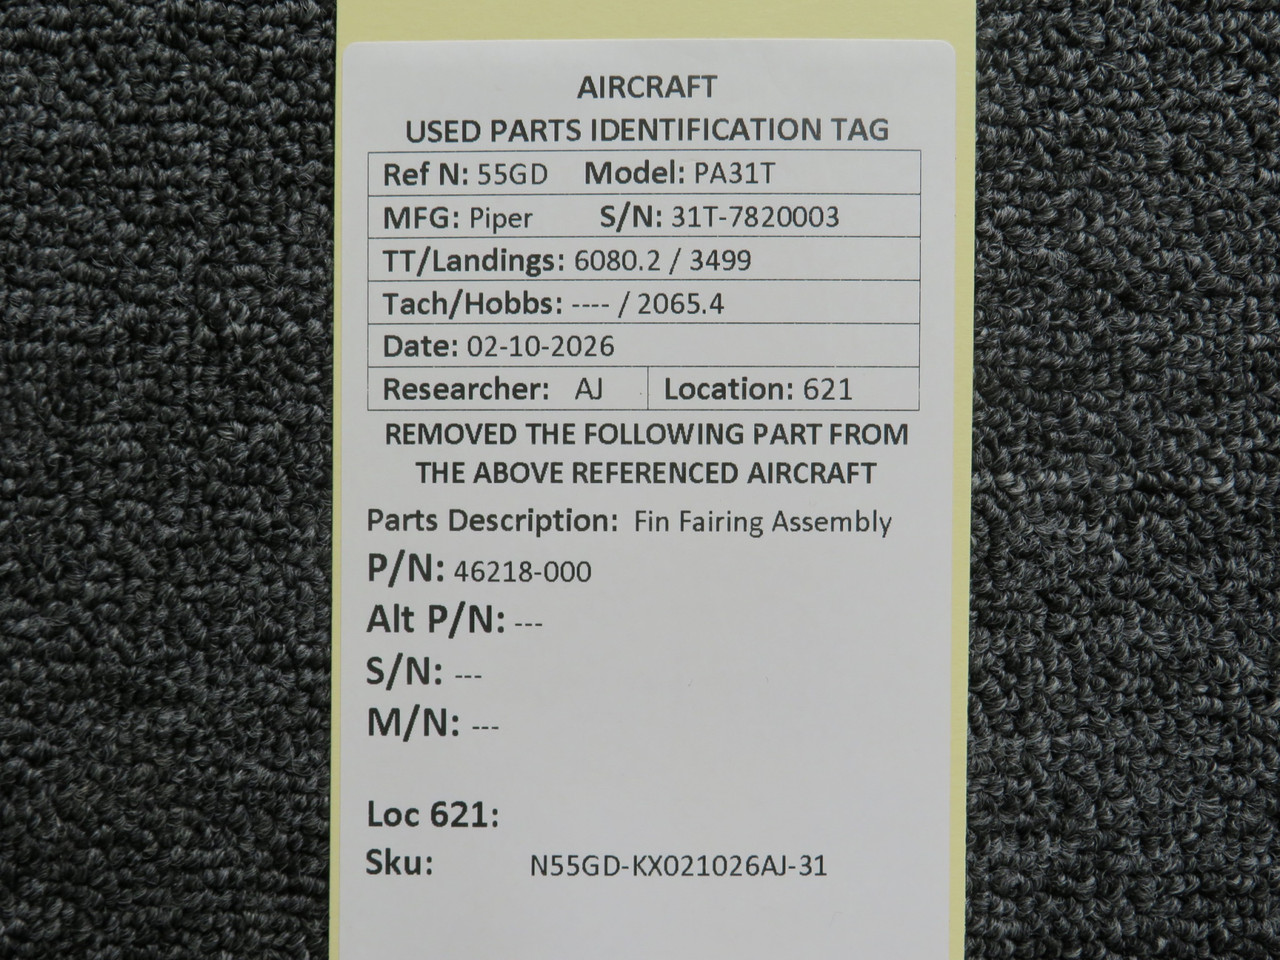 AIRCRAFT
USED PARTS IDENTIFICATION TAG
Ref N: 55GD Model: PA31T
MFG: Piper S/N: 31T-7820003
TT/Landings: 6080.2 / 3499
Tach/Hobbs: ---- / 2065.4
Date: 02-10-2026
Researcher: AJ Location: 621
REMOVED THE FOLLOWING PART FROM
THE ABOVE REFERENCED AIRCRAFT
Parts Description: Fin Fairing Assembly
P/N: 46218-000
Alt P/N: ---
S/N: ---
M/N: ---
Loc 621:
Sku: N55GD-KX021026AJ-31